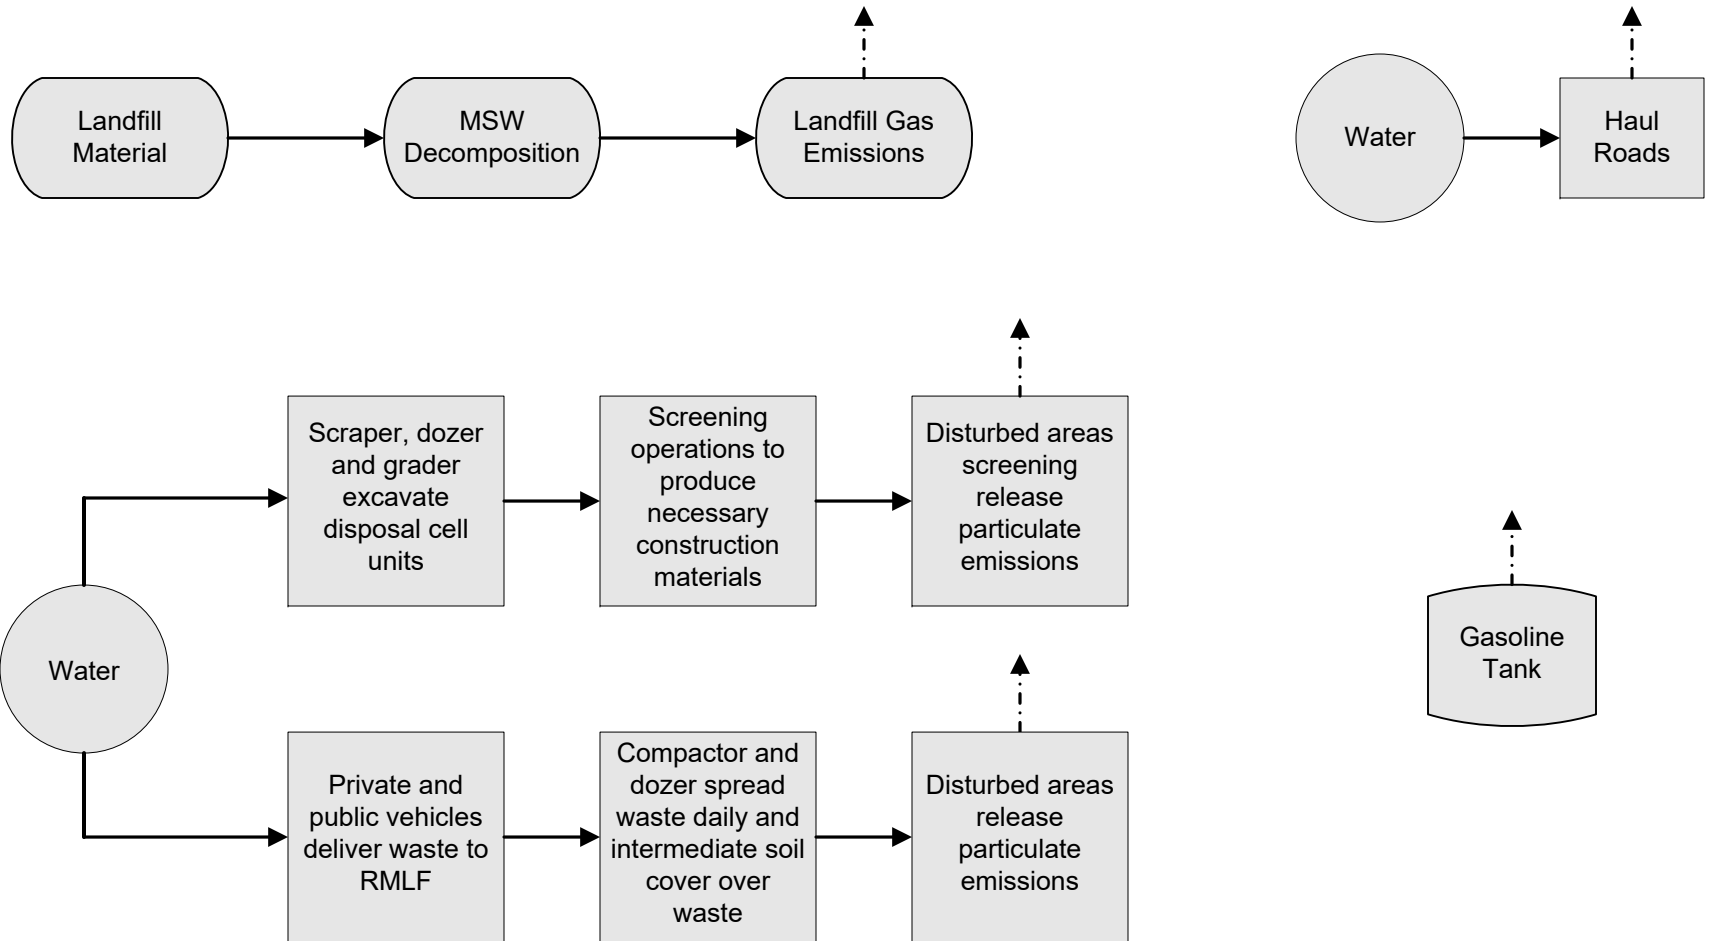 Landfill
Material
MSW
Decomposition
Landfill Gas
Emissions
Water
Haul
Roads
Scraper, dozer
and grader
excavate
disposal cell
units
Screening
operations to
produce
necessary
construction
materials
Disturbed areas
screening
release
particulate
emissions
Water
Gasoline
Tank
Private and
public vehicles
deliver waste to
RMLF
Compactor and
dozer spread
waste daily and
intermediate soil
cover over
waste
Disturbed areas
release
particulate
emissions